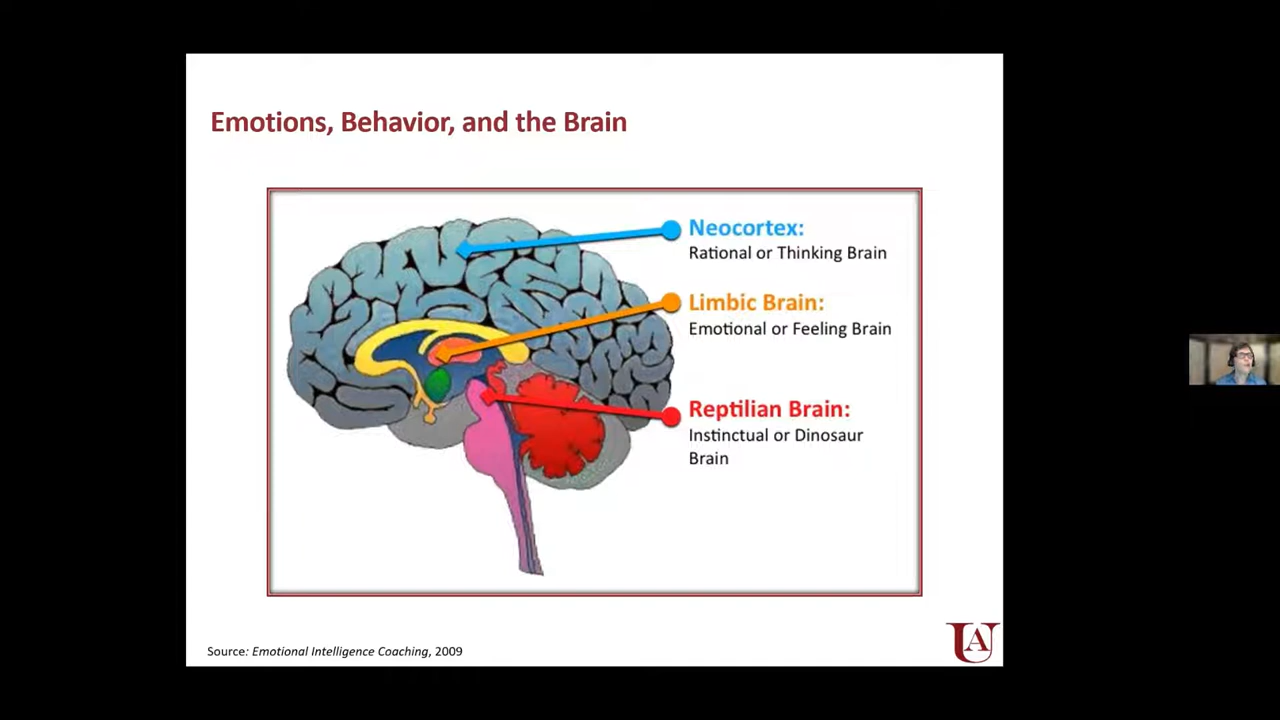 Emotions, Behavior, and the Brain
Neocortex:
Rational or Thinking Brain
Limbic Brain:
Emotional or Feeling Brain
Reptilian Brain:
Instinctual or Dinosaur
Brain
Source: Emotional Intelligence Coaching, 2009
UA